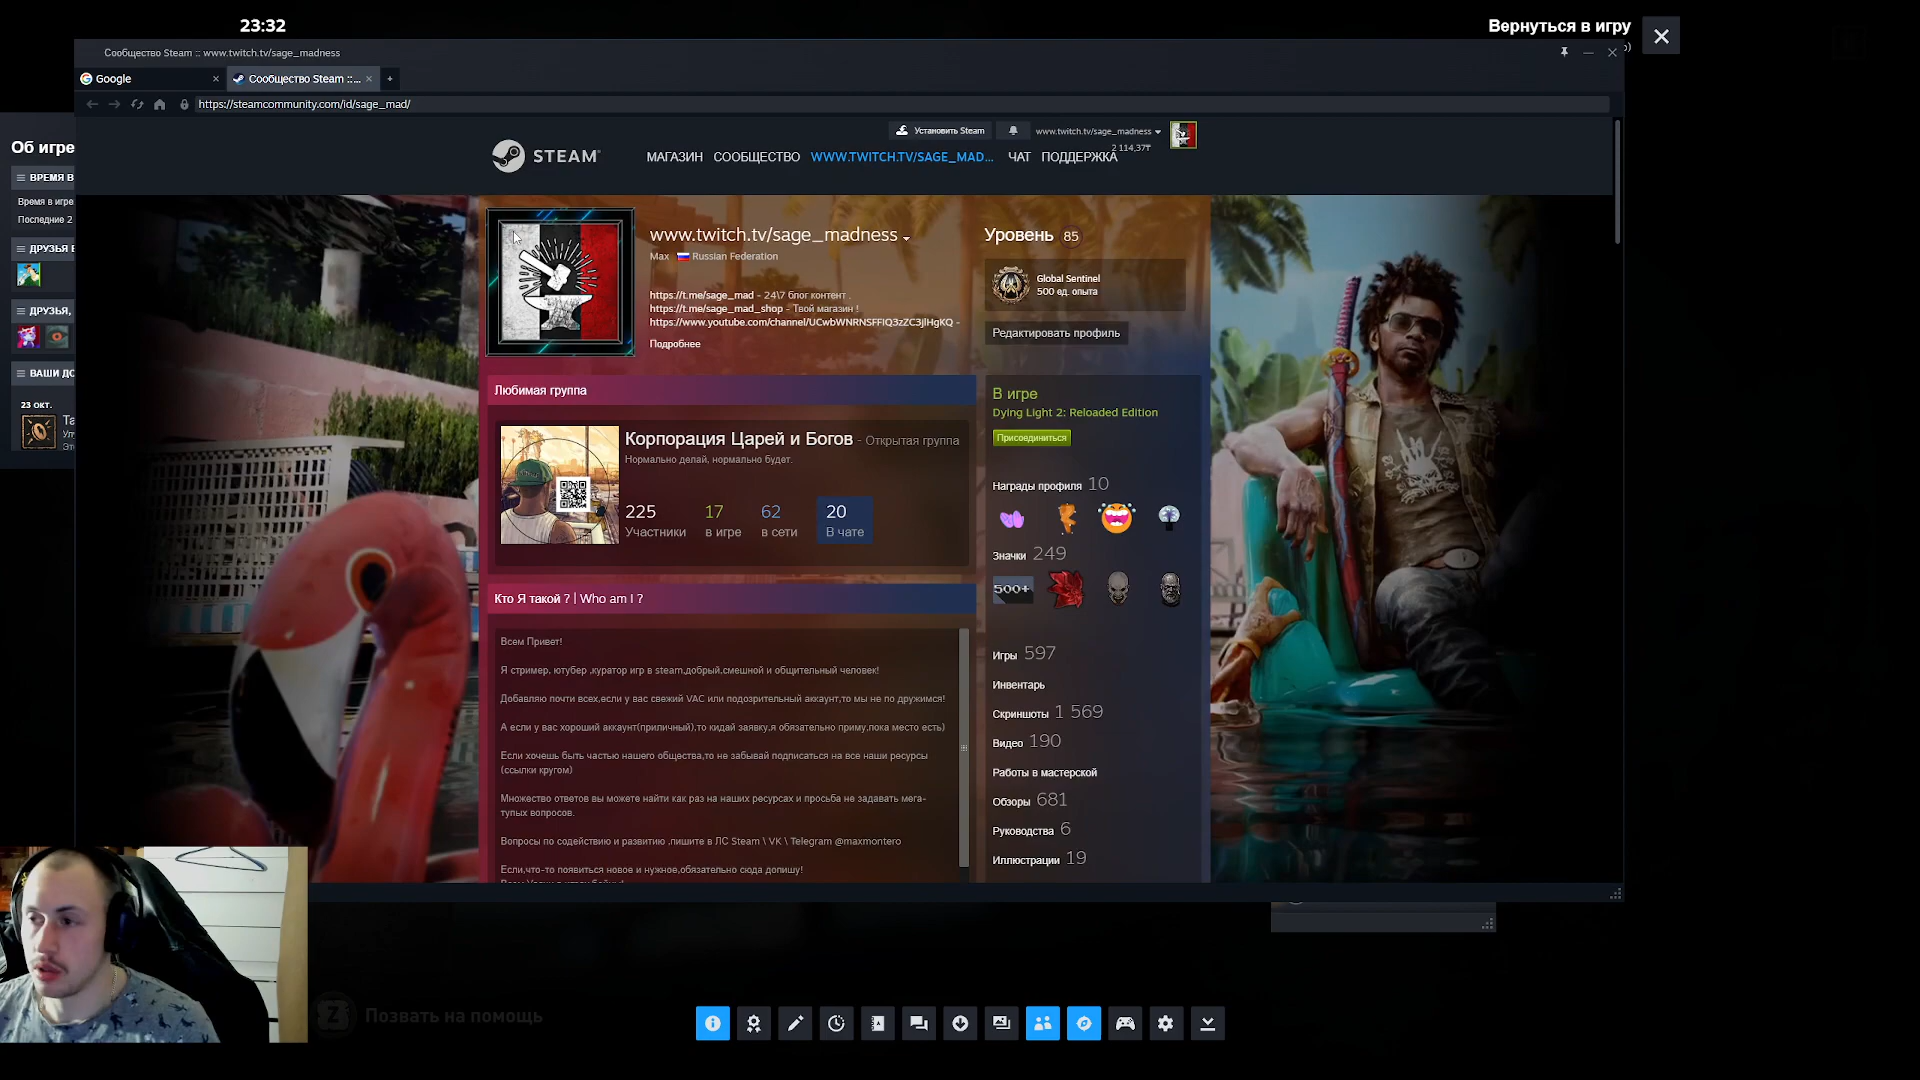 23:32
Вернуться в игру
Сообщество Steam :: www.twitch.tv/sage_madness
Google
Сообщество Steam ::...
https://steamcommunity.com/id/sage_mad/
Установить Steam
www.twitch.tv/sage_madness
2 114,37₸
STEAM
МАГАЗИН СООБЩЕСТВО WWW.TWITCH.TV/SAGE_MAD... ЧАТ ПОДДЕРЖКА
Об игре
ВРЕМЯ В
Время в игре
Последние 2
ДРУЗЬЯ
ДРУЗЬЯ,
ВАШИ ДО
23 ОКТ.
www.twitch.tv/sage_madness
Max Russian Federation
https://t.me/sage_mad - 24\7 блог.контент .
https://t.me/sage_mad_shop - Твой магазин !
https://www.youtube.com/channel/UCwbWNRNSFFIQ3zZC3jlHgKQ -
Подробнее
Уровень 85
Global Sentinel
500 ед. опыта
Редактировать профиль
Любимая группа
Корпорация Царей и Богов - Открытая группа
Нормально делай, нормально будет.
225 17 62 20
Участники в игре в сети В чате
Кто Я такой ? | Who am I ?
Всем Привет!
Я стример, ютубер ,куратор игр в steam,добрый,смешной и общительный человек!
Добавляю почти всех,если у вас свежий VAC или подозрительный аккаунт,то мы не по дружимся!
А если у вас хороший аккаунт(приличный),то кидай заявку,я обязательно приму,пока место есть)
Если хочешь быть частью нашего общества,то не забывай подписаться на все наши ресурсы
(ссылки кругом)
Множество ответов вы можете найти как раз на наших ресурсах и просьба не задавать мега-
тупых вопросов.
Вопросы по содействию и развитию ,пишите в ЛС Steam \ VK \ Telegram @maxmontero
Если,что-то появиться новое и нужное,обязательно сюда допишу!
В игре
Dying Light 2: Reloaded Edition
Присоединиться
Награды профиля 10
Значки 249
500+
Игры 597
Инвентарь
Скриншоты 1 569
Видео 190
Работы в мастерской
Обзоры 681
Руководства 6
Иллюстрации 19
Z Позвать на помощь